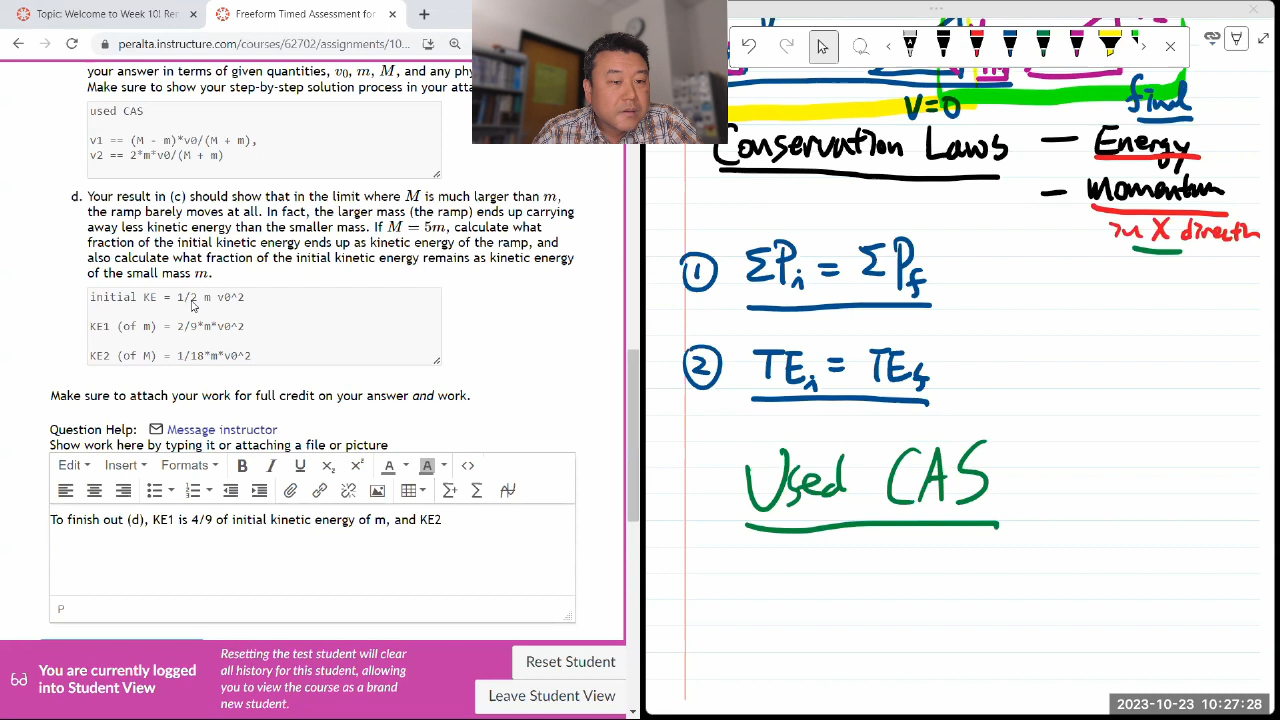 Topic Welcome to Week 10! Rer
Freeform Timed Assessment for
peralta.instructure.com/courses/62705/assignment
your answer in terms of given quantities, v0, m, M, and any phy
Make sure to show your step-by-step solution process in your atta
used CAS
v1 == (M - m)*v0/(M + m),
v2 == 2*m*v0/(M + m)
d. Your result in (c) should show that in the limit where M is much larger than m,
the ramp barely moves at all. In fact, the larger mass (the ramp) ends up carrying
away less kinetic energy than the smaller mass. If M = 5m, calculate what
fraction of the initial kinetic energy ends up as kinetic energy of the ramp, and
also calculate what fraction of the initial kinetic energy remains as kinetic energy
of the small mass m.
initial KE = 1/2 m v0^2
KE1 (of m) = 2/9*m*v0^2
KE2 (of M) = 1/18*m*v0^2
Make sure to attach your work for full credit on your answer and work.
Question Help: Message instructor
Show work here by typing it or attaching a file or picture
Edit Insert Formats B I U X2 X2 A A <>
To finish out (d), KE1 is 4/9 of initial kinetic energy of m, and KE2
P
You are currently logged
into Student View
Resetting the test student will clear
all history for this student, allowing
you to view the course as a brand
new student.
Reset Student
Leave Student View
V=0
find
Conservation Laws — Energy
— Momentum
in X direction
① ΣPi = ΣPf
② TEi = TEf
Used CAS
2023-10-23 10:27:28